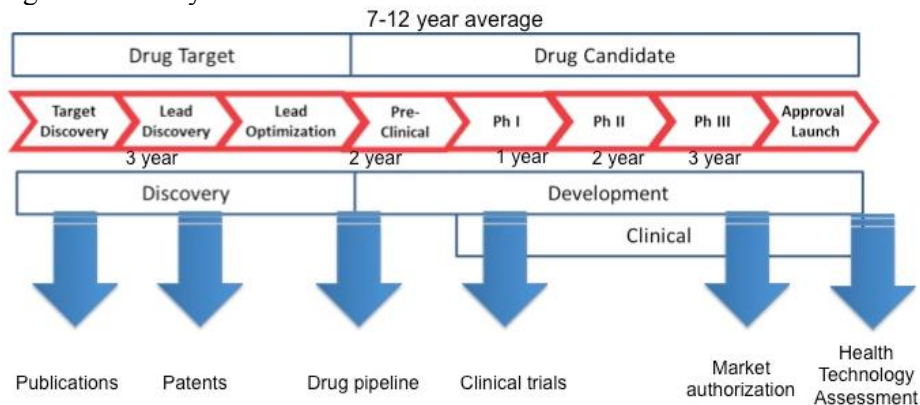 7-12 year average
Drug Target
Drug Candidate
Target
Discovery
Lead
Discovery
Lead
Optimization
Pre-
Clinical
Ph I
Ph II
Ph III
Approval
Launch
3 year
2 year
1 year
2 year
3 year
Discovery
Development
Clinical
Publications
Patents
Drug pipeline
Clinical trials
Market
authorization
Health
Technology
Assessment